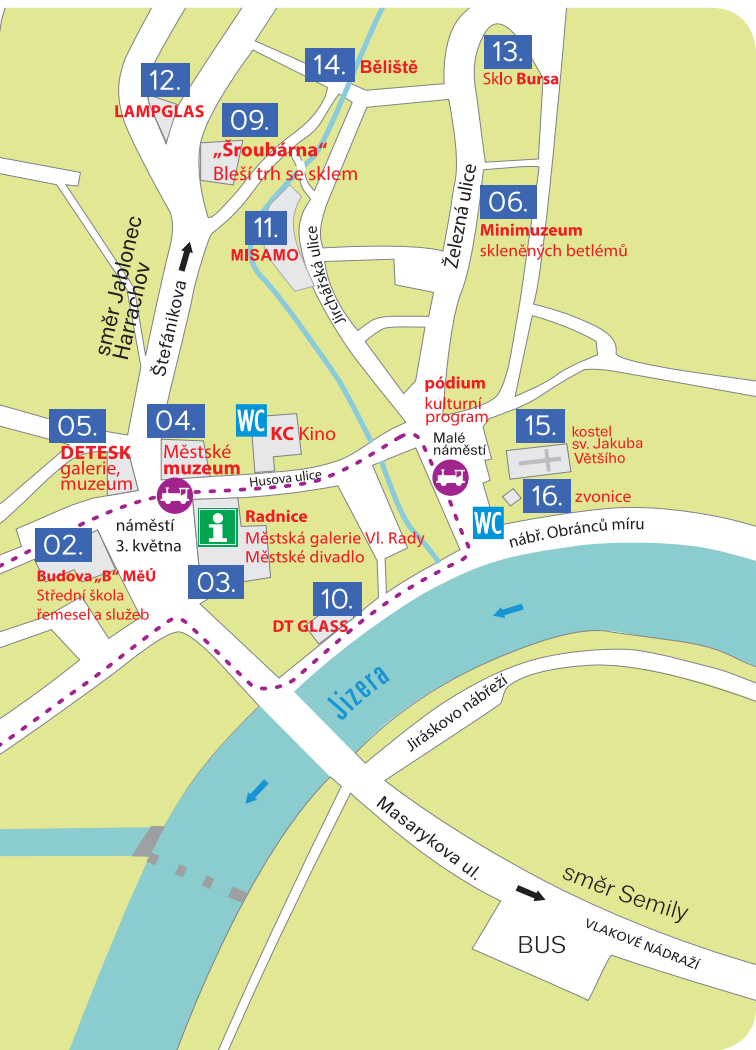 13.
Sklo Bursa
14. Běliště
12.
LAMPGLAS
09.
„Šroubárna“
Bleší trh se sklem
06.
Minimuzeum
skleněných betlémů
11.
MISAMO
Železná ulice
Jirchářská ulice
směr Jablonec
Harrachov
Štefánikova
pódium
kulturní
program
Malé
náměstí
15.
kostel
sv. Jakuba
Většího
16. zvonice
WC
nábř. Obránců míru
05.
DETESK
galerie,
muzeum
04.
Městské
muzeum
WC
KC Kino
Husova ulice
náměstí
3. května
i
Radnice
Městská galerie Vl. Rady
Městské divadlo
03.
02.
Budova „B“ MěÚ
Střední škola
řemesel a služeb
10.
DT GLASS
Jizera
Jiráskovo nábřeží
Masarykova ul.
směr Semily
VLAKOVÉ NÁDRAŽÍ
BUS